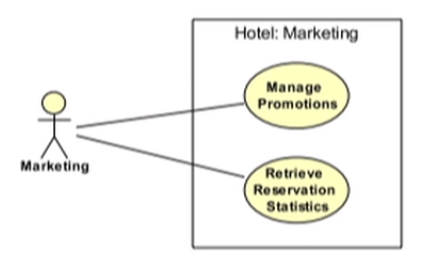 Hotel: Marketing
Manage
Promotions
Marketing
Retrieve
Reservation
Statistics